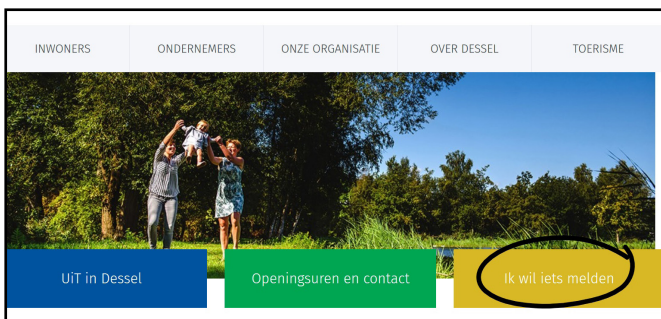 INWONERS ONDERNEMERS ONZE ORGANISATIE OVER DESSEL TOERISME
UiT in Dessel Openingsuren en contact Ik wil iets melden